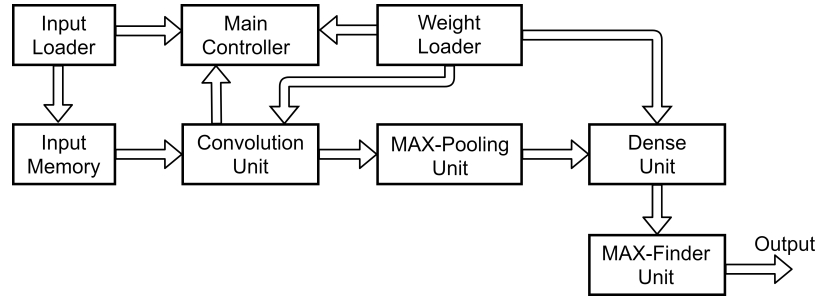 Input
Loader
Main
Controller
Weight
Loader
Input
Memory
Convolution
Unit
MAX-Pooling
Unit
Dense
Unit
MAX-Finder
Unit
Output